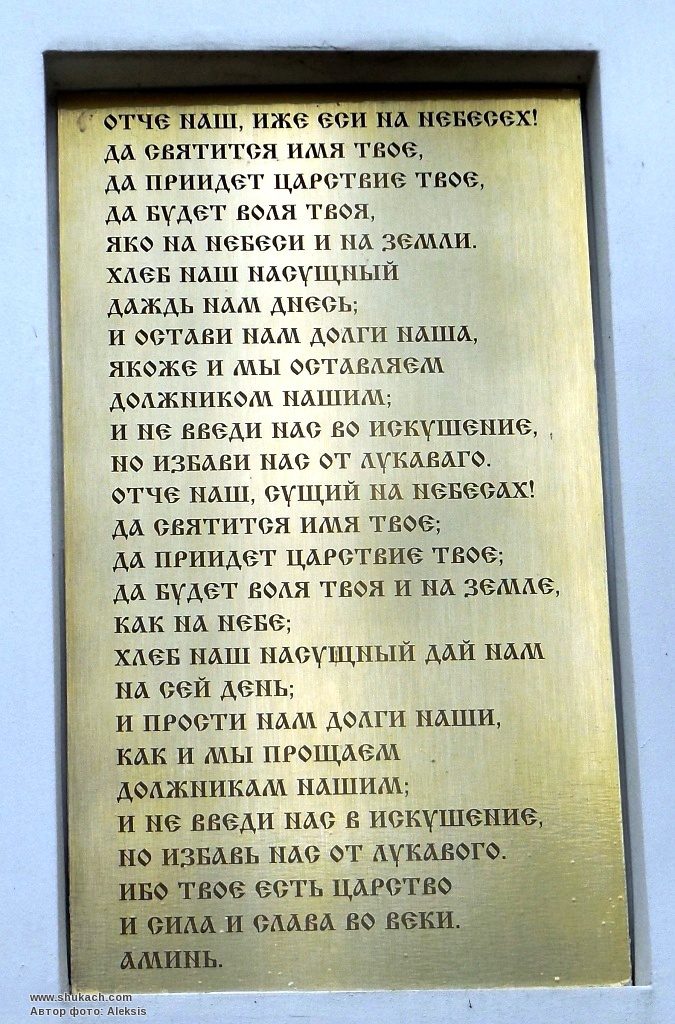 ОТЧЕ НАШ, ИЖЕ ЕСИ НА НЕБЕСЕХ!
ДА СВЯТИТСЯ ИМЯ ТВОЕ,
ДА ПРИИДЕТ ЦАРСТВИЕ ТВОЕ,
ДА БУДЕТ ВОЛЯ ТВОЯ,
ЯКО НА НЕБЕСИ И НА ЗЕМЛИ.
ХЛЕБ НАШ НАСУЩНЫЙ
ДАЖДЬ НАМ ДНЕСЬ;
И ОСТАВИ НАМ ДОЛГИ НАША,
ЯКОЖЕ И МЫ ОСТАВЛЯЕМ
ДОЛЖНИКОМ НАШИМ;
И НЕ ВВЕДИ НАС ВО ИСКУШЕНИЕ,
НО ИЗБАВИ НАС ОТ ЛУКАВАГО.
ОТЧЕ НАШ, СУЩИЙ НА НЕБЕСАХ!
ДА СВЯТИТСЯ ИМЯ ТВОЕ;
ДА ПРИИДЕТ ЦАРСТВИЕ ТВОЕ;
ДА БУДЕТ ВОЛЯ ТВОЯ И НА ЗЕМЛЕ,
КАК НА НЕБЕ;
ХЛЕБ НАШ НАСУЩНЫЙ ДАЙ НАМ
НА СЕЙ ДЕНЬ;
И ПРОСТИ НАМ ДОЛГИ НАШИ,
КАК И МЫ ПРОЩАЕМ
ДОЛЖНИКАМ НАШИМ;
И НЕ ВВЕДИ НАС В ИСКУШЕНИЕ,
НО ИЗБАВЬ НАС ОТ ЛУКАВОГО.
ИБО ТВОЕ ЕСТЬ ЦАРСТВО
И СИЛА И СЛАВА ВО ВЕКИ.
АМИНЬ.
www.shukach.com
Автор фото: Aleksis